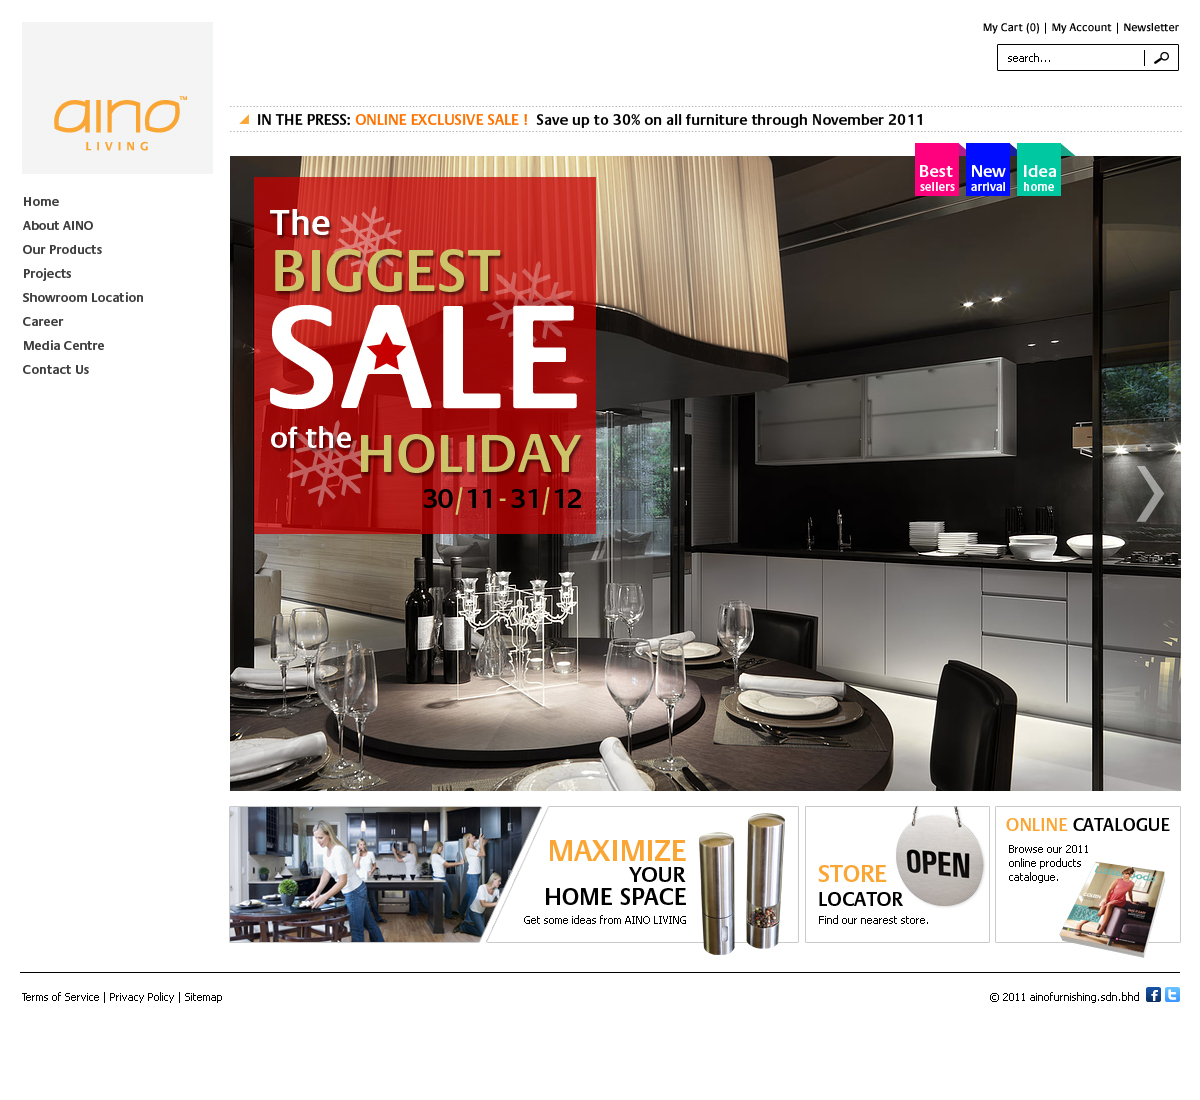 My Cart (0) | My Account | Newsletter
search...
aino™
LIVING
IN THE PRESS: ONLINE EXCLUSIVE SALE ! Save up to 30% on all furniture through November 2011
Home
About AINO
Our Products
Projects
Showroom Location
Career
Media Centre
Contact Us
Best
sellers
New
arrival
Idea
home
The
BIGGEST
SALE
of the HOLIDAY
30/11-31/12
MAXIMIZE
YOUR
HOME SPACE
Get some ideas from AINO LIVING
STORE
LOCATOR
Find our nearest store.
OPEN
ONLINE CATALOGUE
Browse our 2011
online products
catalogue.
Terms of Service | Privacy Policy | Sitemap
© 2011 ainofurnishing.sdn.bhd